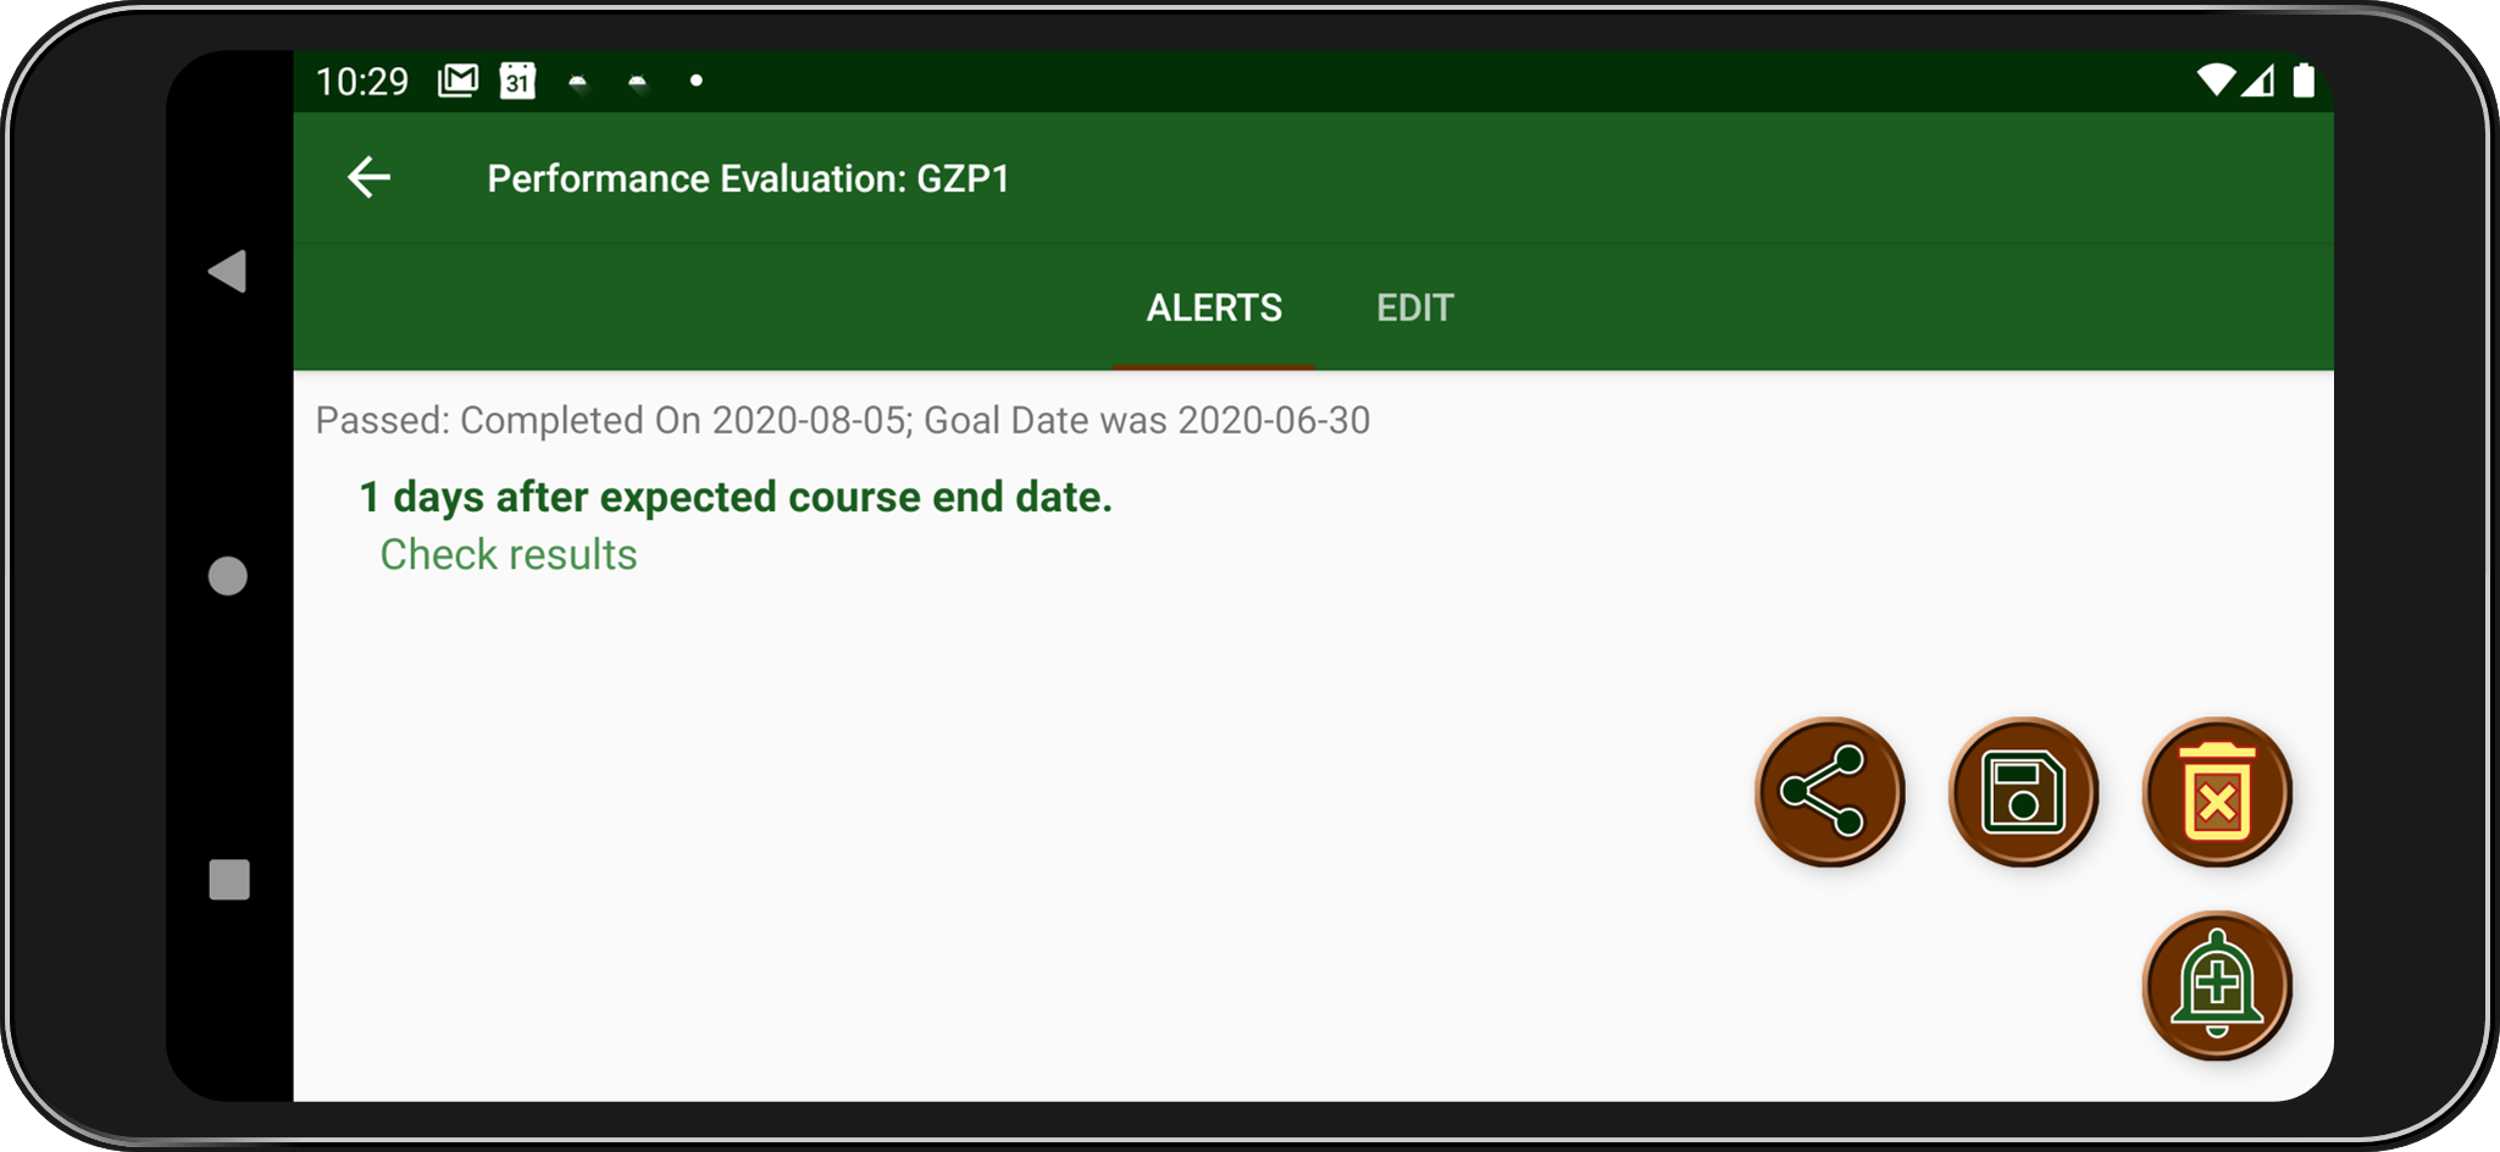 10:29
31
Performance Evaluation: GZP1
ALERTS
EDIT
Passed: Completed On 2020-08-05; Goal Date was 2020-06-30
1 days after expected course end date.
Check results